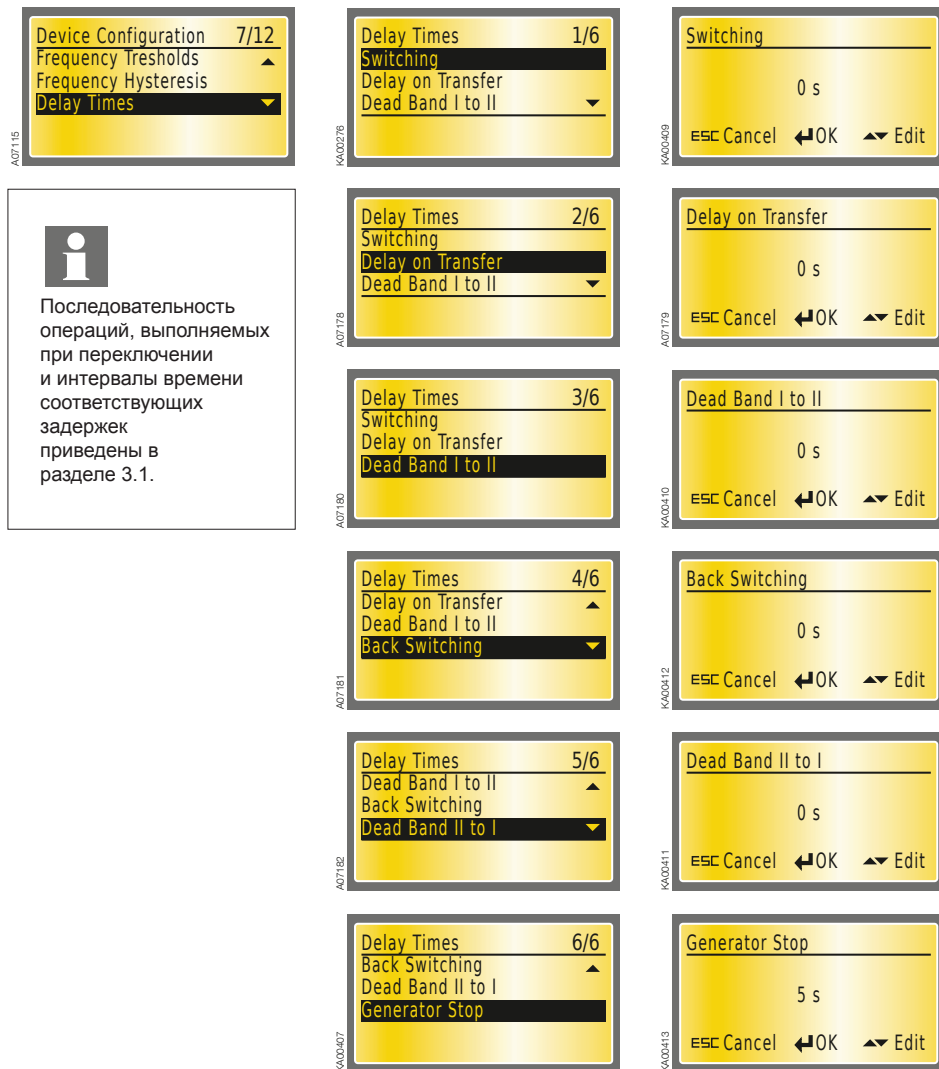 Device Configuration 7/12
Frequency Tresholds
Frequency Hysteresis
Delay Times
A07115
Delay Times 1/6
Switching
Delay on Transfer
Dead Band I to II
KA00276
Switching
0 s
ESC Cancel OK Edit
KA00409
Последовательность
операций, выполняемых
при переключении
и интервалы времени
соответствующих
задержек
приведены в
разделе 3.1.
Delay Times 2/6
Switching
Delay on Transfer
Dead Band I to II
A07178
Delay on Transfer
0 s
ESC Cancel OK Edit
A07179
Delay Times 3/6
Switching
Delay on Transfer
Dead Band I to II
A07180
Dead Band I to II
0 s
ESC Cancel OK Edit
KA00410
Delay Times 4/6
Delay on Transfer
Dead Band I to II
Back Switching
A07181
Back Switching
0 s
ESC Cancel OK Edit
KA00412
Delay Times 5/6
Dead Band I to II
Back Switching
Dead Band II to I
A07182
Dead Band II to I
0 s
ESC Cancel OK Edit
KA00411
Delay Times 6/6
Back Switching
Dead Band II to I
Generator Stop
KA00407
Generator Stop
5 s
ESC Cancel OK Edit
KA00413